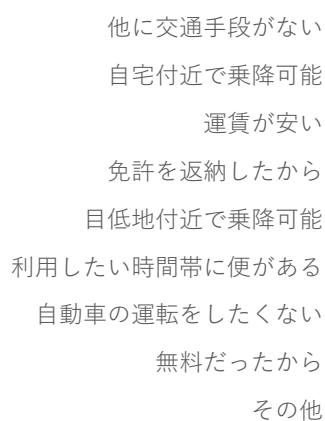 他に交通手段がない
自宅付近で乗降可能
運賃が安い
免許を返納したから
目低地付近で乗降可能
利用したい時間帯に便がある
自動車の運転をしたくない
無料だったから
その他